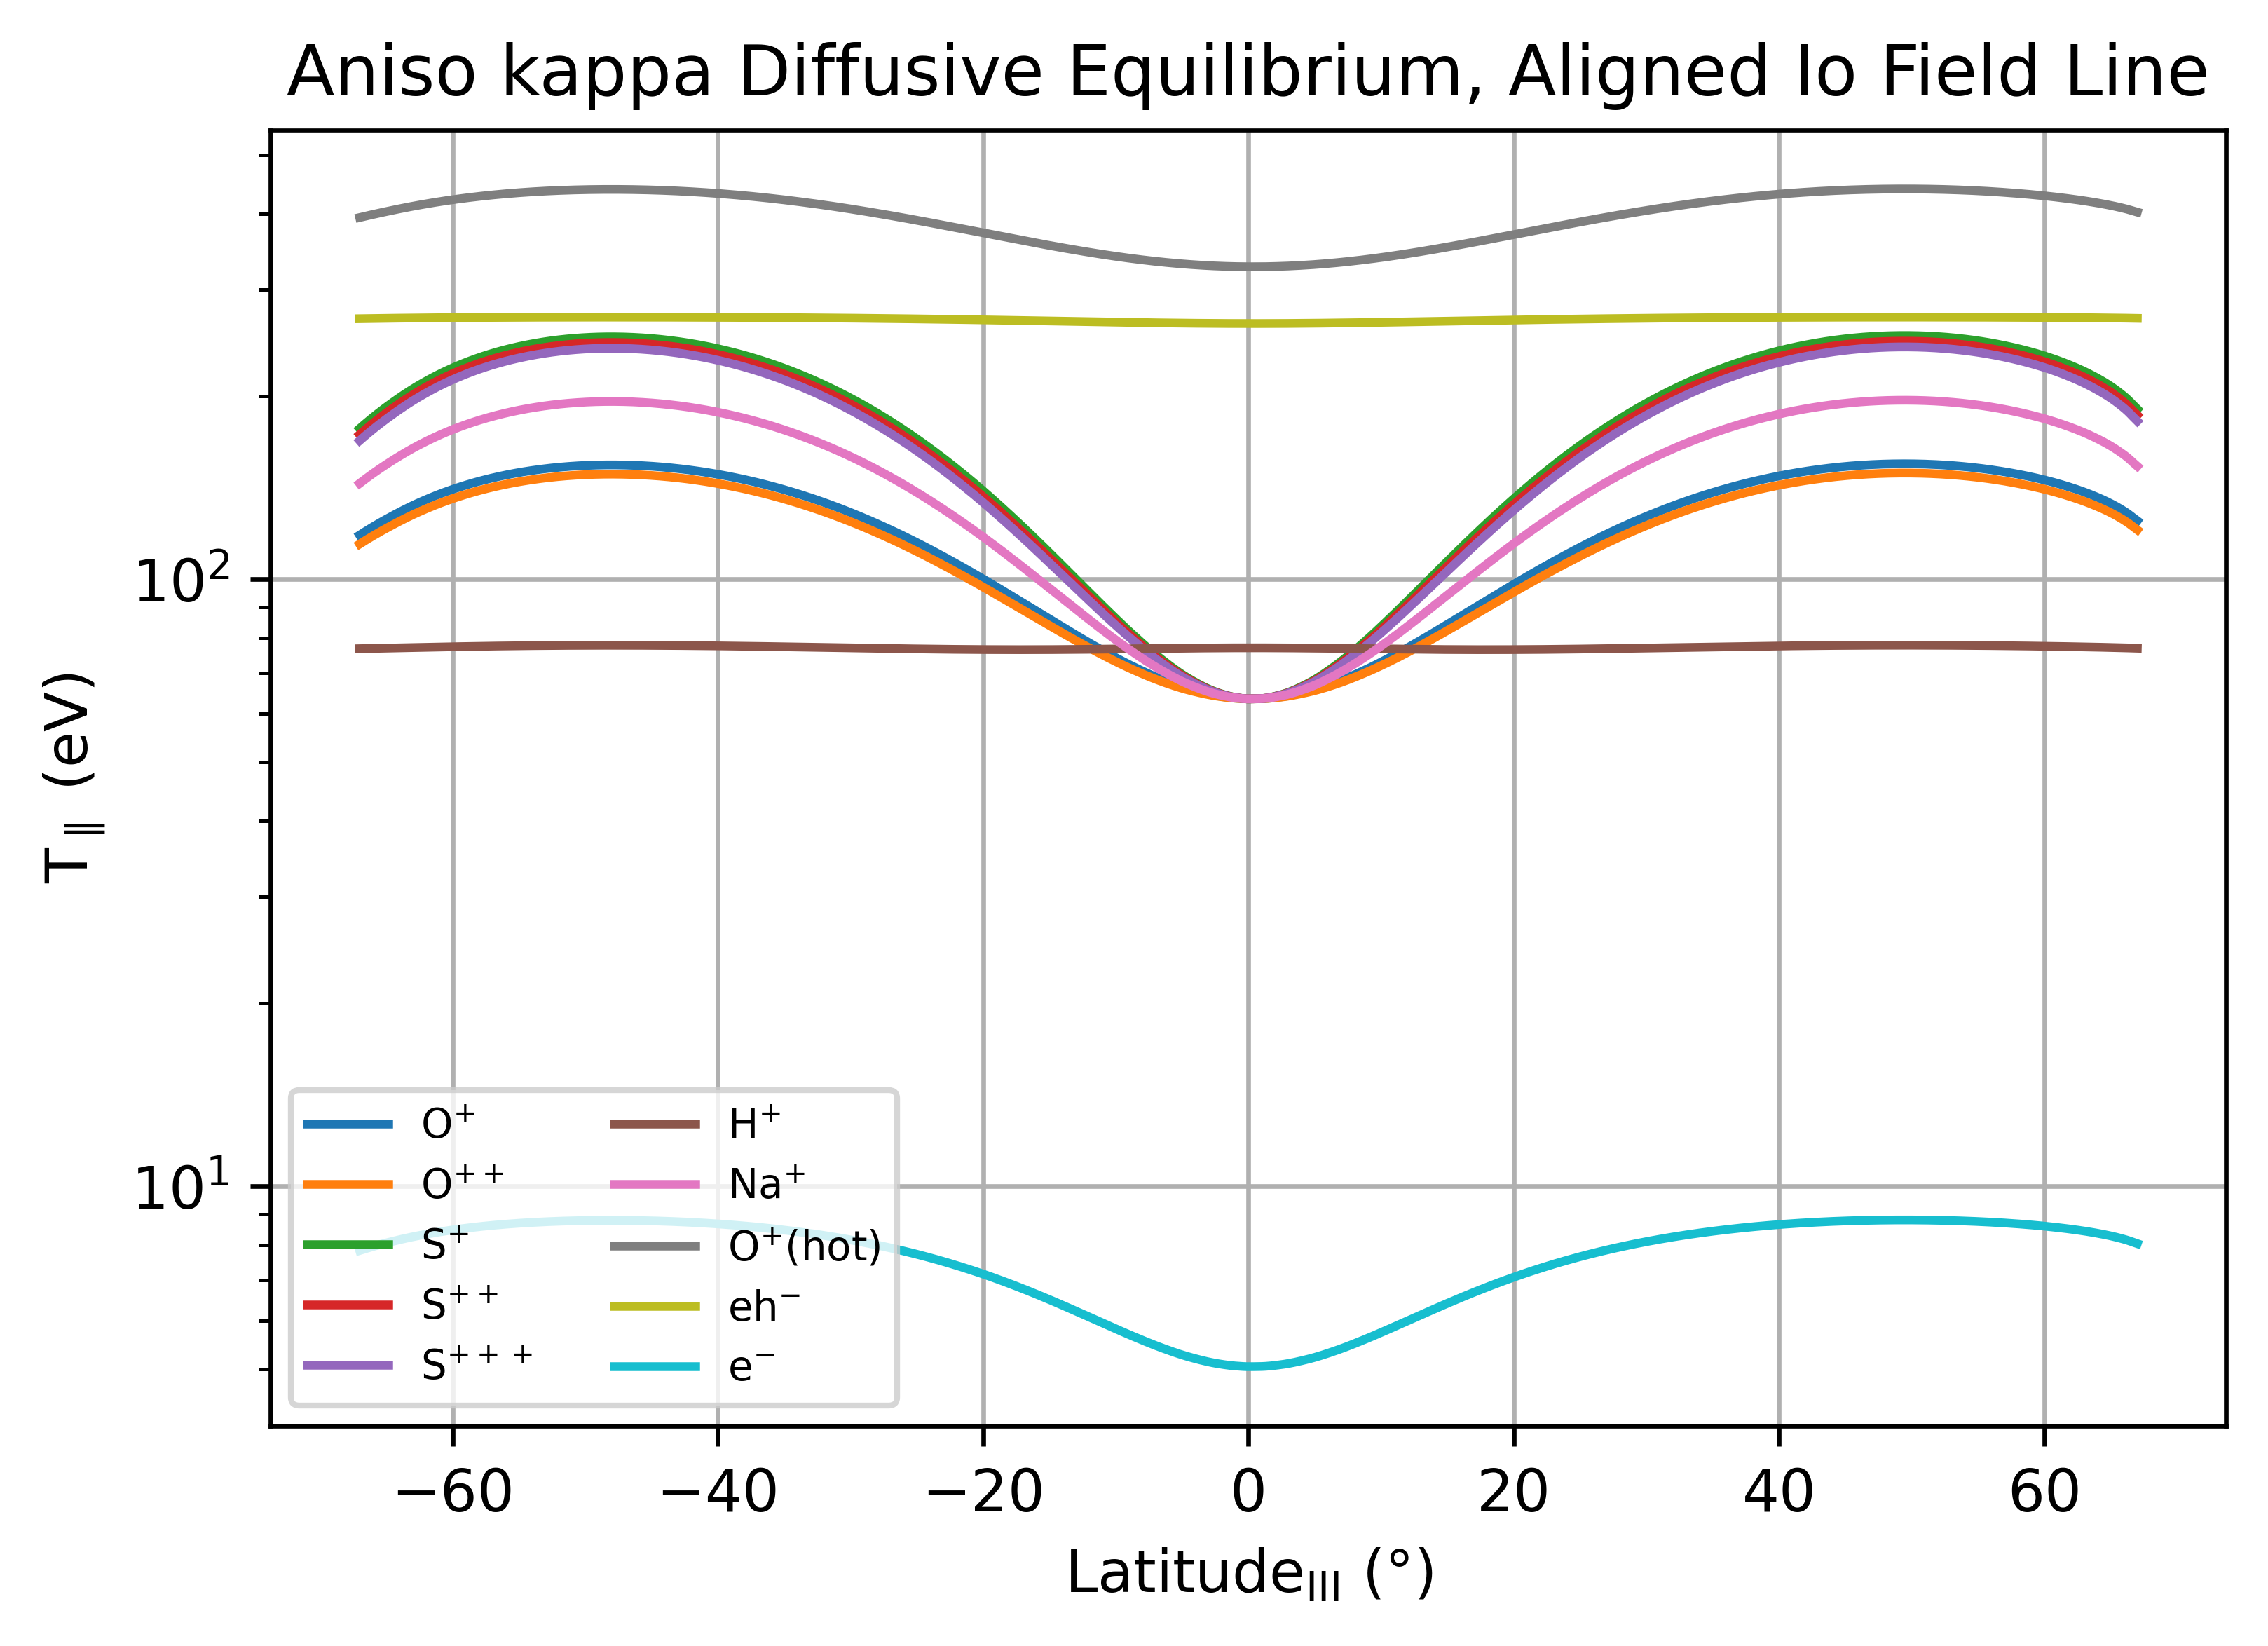 Aniso kappa Diffusive Equilibrium, Aligned Io Field Line
T∥ (eV)
10²
10¹
O⁺
O⁺⁺
S⁺
S⁺⁺
S⁺⁺⁺
H⁺
Na⁺
O⁺(hot)
eh⁻
e⁻
−60 −40 −20 0 20 40 60
Latitude_III (°)